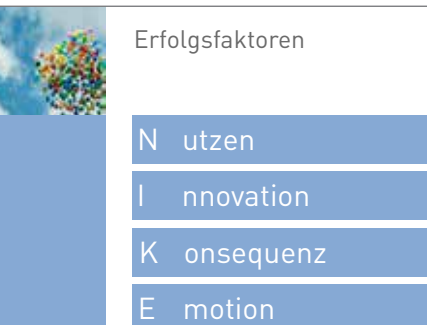 Erfolgsfaktoren
N utzen
I nnovation
K onsequenz
E motion